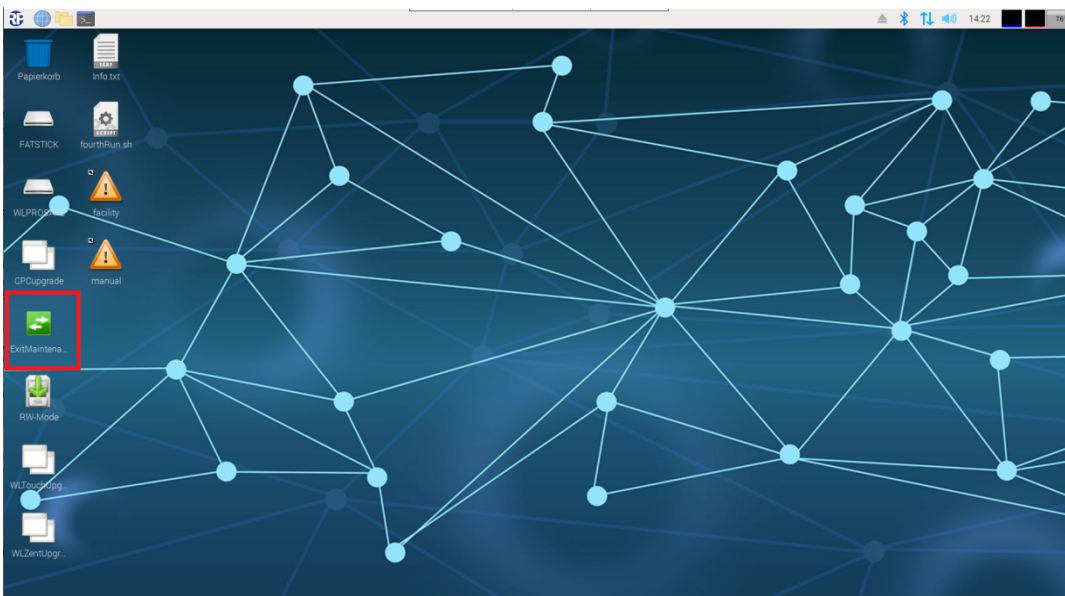 14:22
Papierkorb
Info.txt
FATSTICK
fourthRun.sh
facility
CPCupgrade
manual
ExitMaintena...
RW-Mode
WLTouchUpg...
WLZentUpgr...